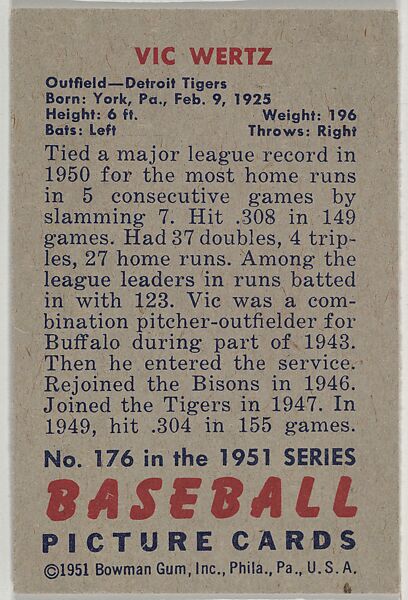 VIC WERTZ
Outfield—Detroit Tigers
Born: York, Pa., Feb. 9, 1925
Height: 6 ft. Weight: 196
Bats: Left Throws: Right
Tied a major league record in
1950 for the most home runs
in 5 consecutive games by
slamming 7. Hit .308 in 149
games. Had 37 doubles, 4 trip-
les, 27 home runs. Among the
league leaders in runs batted
in with 123. Vic was a com-
bination pitcher-outfielder for
Buffalo during part of 1943.
Then he entered the service.
Rejoined the Bisons in 1946.
Joined the Tigers in 1947. In
1949, hit .304 in 155 games.
No. 176 in the 1951 SERIES
BASEBALL
PICTURE CARDS
©1951 Bowman Gum, Inc., Phila., Pa., U.S.A.